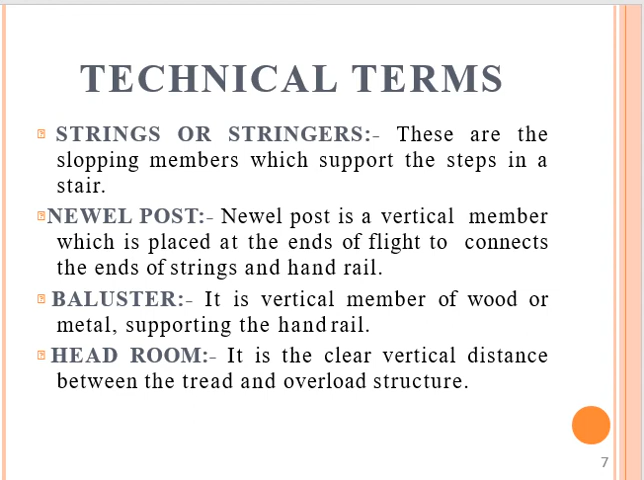 TECHNICAL TERMS
STRINGS OR STRINGERS:- These are the
slopping members which support the steps in a
stair.
NEWEL POST:- Newel post is a vertical member
which is placed at the ends of flight to connects
the ends of strings and hand rail.
BALUSTER:- It is vertical member of wood or
metal, supporting the hand rail.
HEAD ROOM:- It is the clear vertical distance
between the tread and overload structure.
7